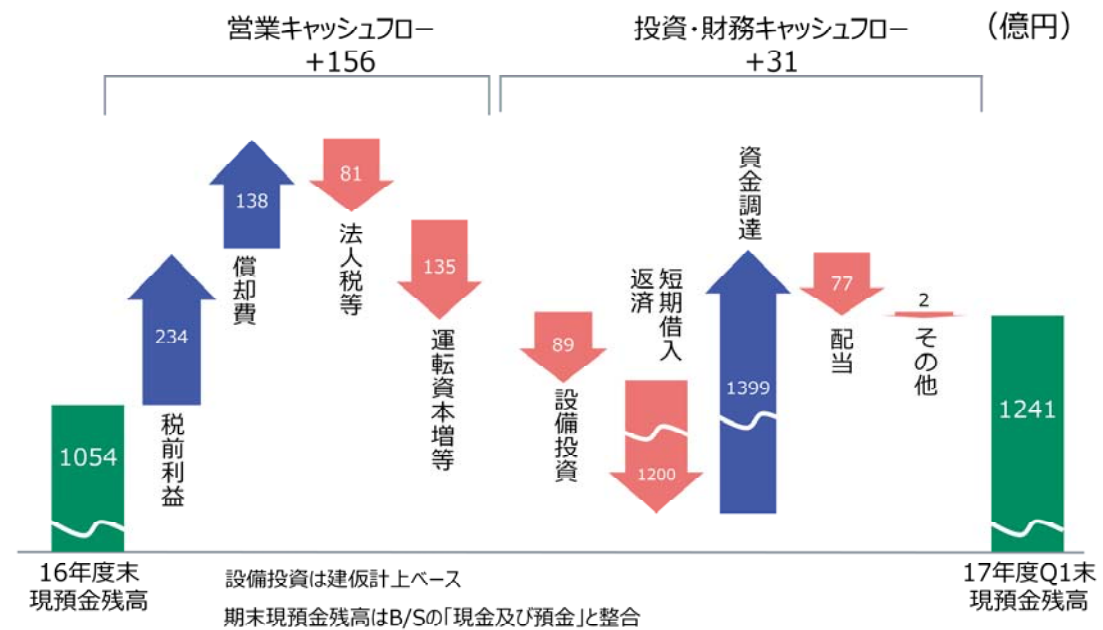 営業キャッシュフロー
+156
投資・財務キャッシュフロー
+31
(億円)
1054
234
税前利益
138
償却費
81
法人税等
135
運転資本増等
89
設備投資
短期借入
返済
1200
資金調達
1399
77
配当
2
その他
1241
16年度末
現預金残高
17年度Q1末
現預金残高
設備投資は建仮計上ベース
期末現預金残高はB/Sの「現金及び預金」と整合